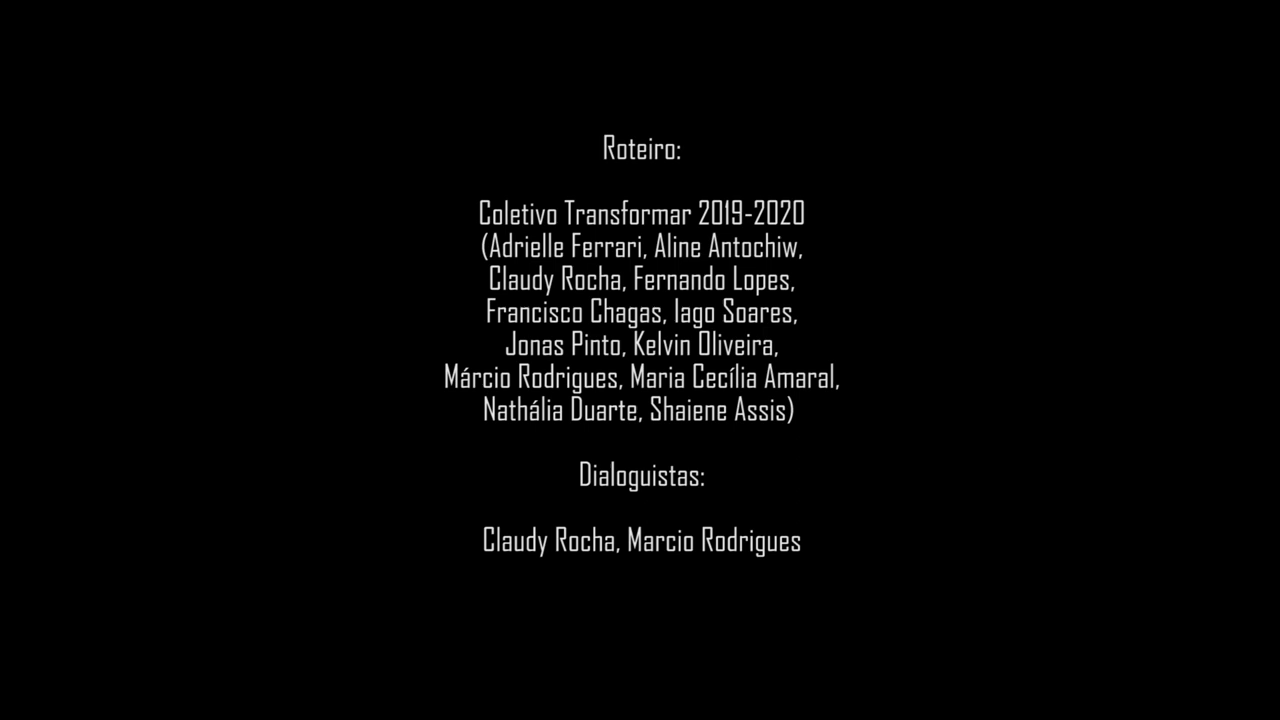 Roteiro:
Coletivo Transformar 2019-2020
(Adrielle Ferrari, Aline Antochiw,
Claudy Rocha, Fernando Lopes,
Francisco Chagas, Iago Soares,
Jonas Pinto, Kelvin Oliveira,
Márcio Rodrigues, Maria Cecília Amaral,
Nathália Duarte, Shaiene Assis)
Dialoguistas:
Claudy Rocha, Marcio Rodrigues